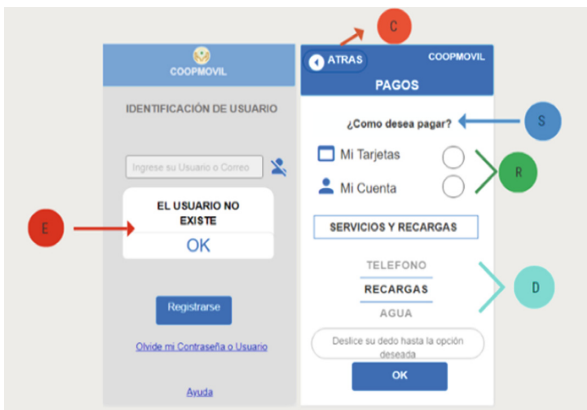 C
COOPMOVIL
IDENTIFICACIÓN DE USUARIO
Ingrese su Usuario o Correo
EL USUARIO NO
EXISTE
OK
E
Registrarse
Olvide mi Contraseña o Usuario
Ayuda
ATRAS
COOPMOVIL
PAGOS
¿Como desea pagar?
S
Mi Tarjetas
Mi Cuenta
R
SERVICIOS Y RECARGAS
TELEFONO
RECARGAS
AGUA
D
Deslice su dedo hasta la opción
deseada
OK